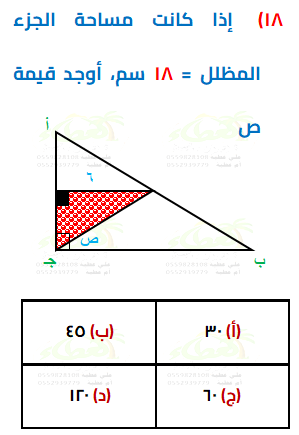 ١٨) إذا كانت مساحة الجزء
المظلل = ١٨ سم، أوجد قيمة
ص
أ
٦
ص
جـ
ب
(أ) ٣٠
(ب) ٤٥
(ج) ٦٠
(د) ١٢٠